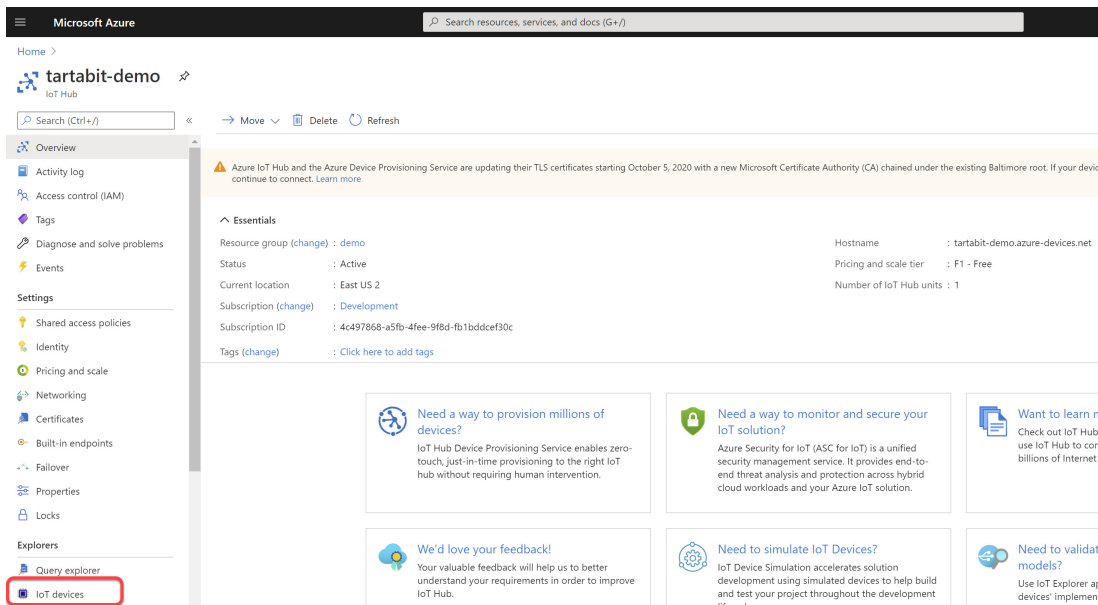 Microsoft Azure
Search resources, services, and docs (G+/)
Home >
tartabit-demo
IoT Hub
Search (Ctrl+/)
«
Move
Delete
Refresh
Overview
Activity log
Access control (IAM)
Tags
Diagnose and solve problems
Events
Settings
Shared access policies
Identity
Pricing and scale
Networking
Certificates
Built-in endpoints
Failover
Properties
Locks
Explorers
Query explorer
IoT devices
Azure IoT Hub and the Azure Device Provisioning Service are updating their TLS certificates starting October 5, 2020 with a new Microsoft Certificate Authority (CA) chained under the existing Baltimore root. If your devic
continue to connect. Learn more
Essentials
Resource group (change) : demo
Status : Active
Current location : East US 2
Subscription (change) : Development
Subscription ID : 4c497868-a5fb-4fee-9f8d-fb1bddcef30c
Tags (change) : Click here to add tags
Hostname : tartabit-demo.azure-devices.net
Pricing and scale tier : F1 - Free
Number of IoT Hub units : 1
Need a way to provision millions of
devices?
IoT Hub Device Provisioning Service enables zero-
touch, just-in-time provisioning to the right IoT
hub without requiring human intervention.
Need a way to monitor and secure your
IoT solution?
Azure Security for IoT (ASC for IoT) is a unified
security management service. It provides end-to-
end threat analysis and protection across hybrid
cloud workloads and your Azure IoT solution.
Want to learn
Check out IoT Hub
use IoT Hub to con
billions of Internet
We'd love your feedback!
Your valuable feedback will help us to better
understand your requirements in order to improve
IoT Hub.
Need to simulate IoT Devices?
IoT Device Simulation accelerates solution
development using simulated devices to help build
and test your project throughout the development
Need to validat
models?
Use IoT Explorer ap
devices' implemen